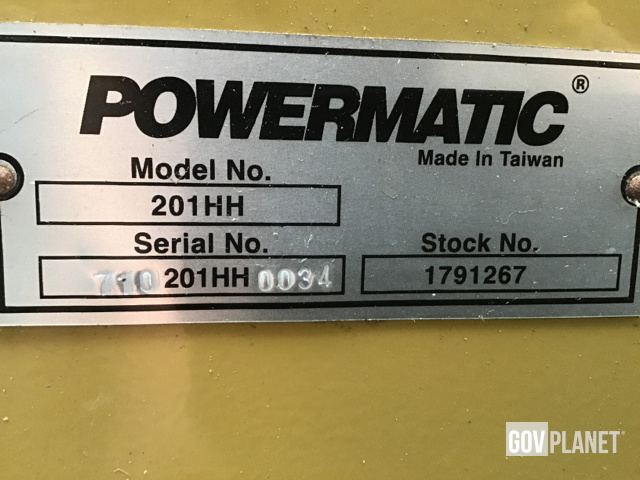 POWERMATIC®
Made In Taiwan
Model No.
201HH
Serial No.
710 201HH 0034
Stock No.
1791267
GOVPLANET